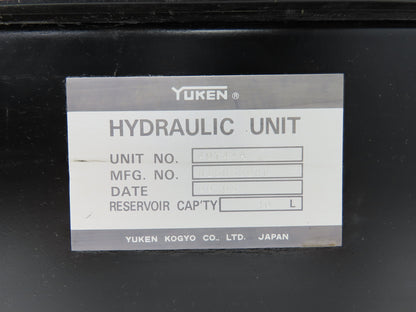 YUKEN ®
HYDRAULIC UNIT
UNIT NO.
MFG. NO.
DATE
RESERVOIR CAP'TY L
YUKEN KOGYO CO., LTD. JAPAN